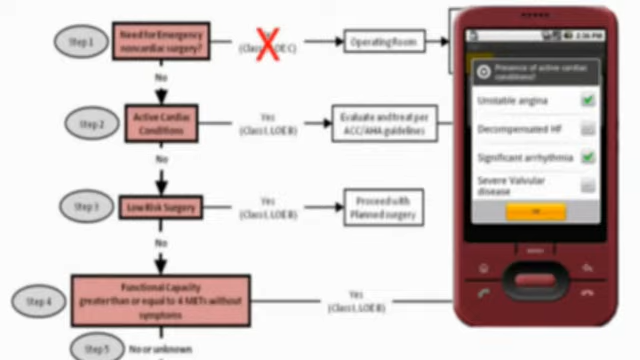 Step 1
Need for Emergency
noncardiac surgery?
(Class I, LOE C)
Operating Room
No
Step 2
Active Cardiac
Conditions
Yes
(Class I, LOE B)
Evaluate and treat per
ACC/AHA guidelines
No
Step 3
Low Risk Surgery
Yes
(Class I, LOE B)
Proceed with
Planned surgery
No
Step 4
Functional Capacity
greater than or equal to 4 METs without
symptoms
Yes
(Class I, LOE B)
Step 5
No or unknown
2:36 PM
Presence of active cardiac
conditions?
Unstable angina
Decompensated HF
Significant arrhythmia
Severe Valvular
disease